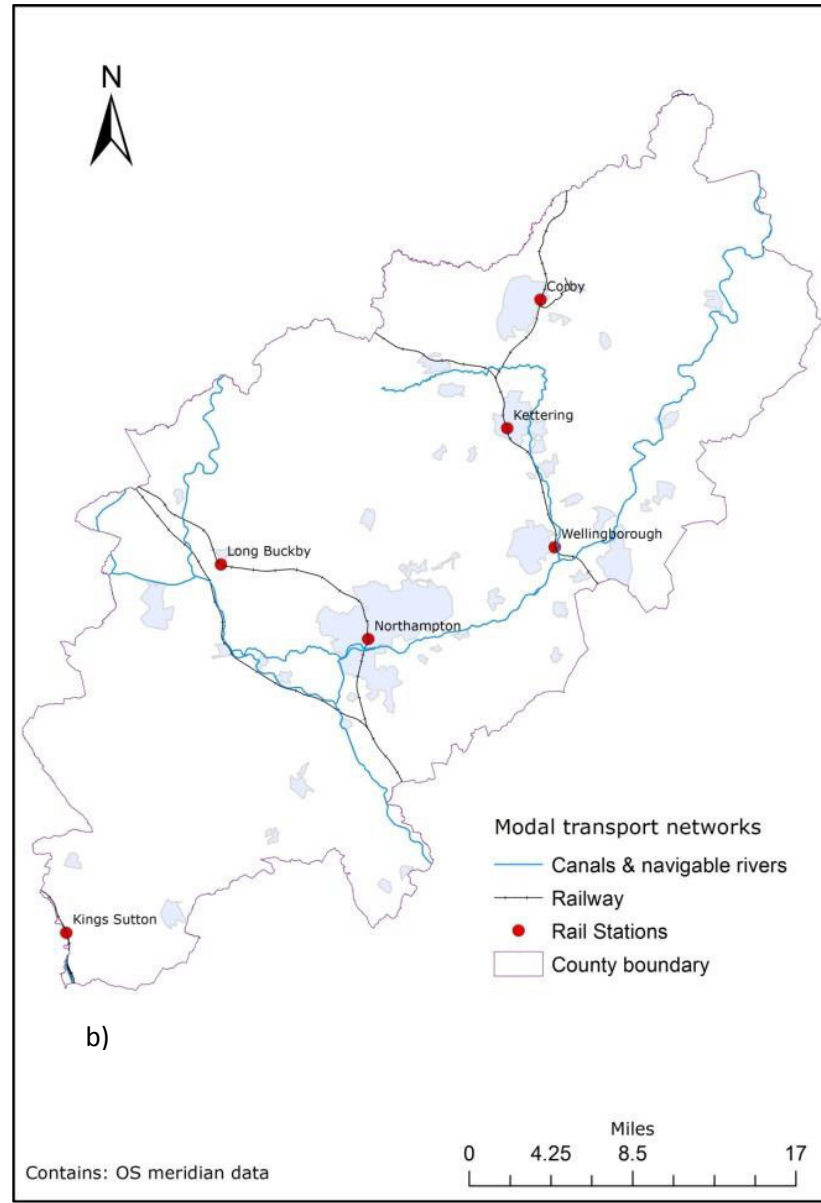 N
Corby
Kettering
Wellingborough
Long Buckby
Northampton
Modal transport networks
Canals & navigable rivers
Railway
Rail Stations
County boundary
Kings Sutton
b)
Miles
0 4.25 8.5 17
Contains: OS meridian data